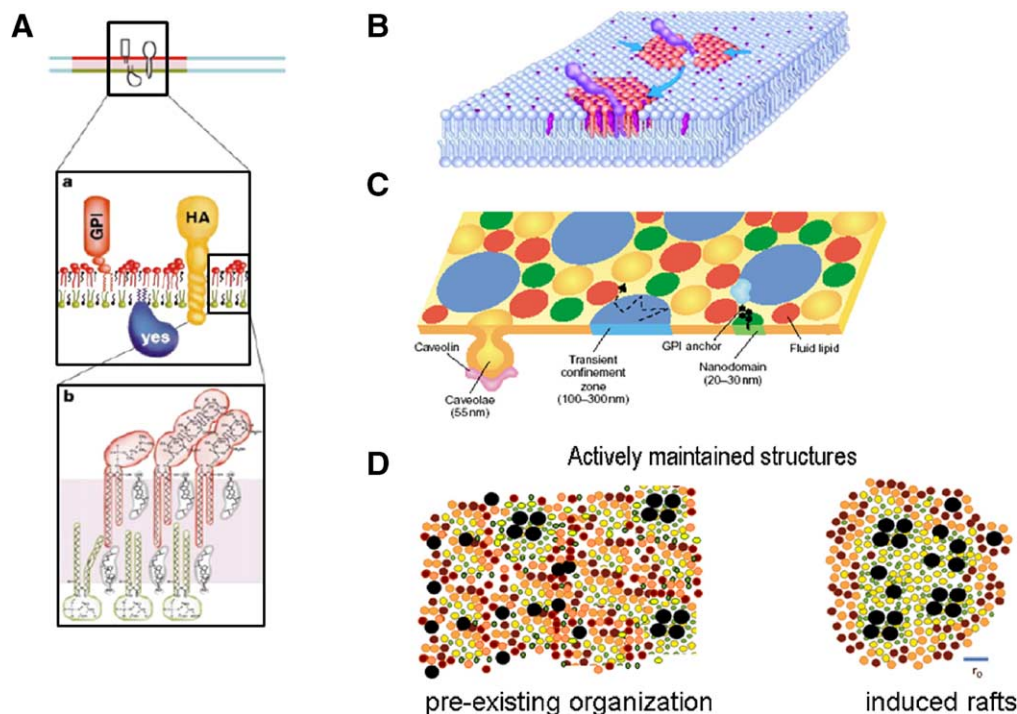 A
a
GPI
HA
yes
b
B
C
Caveolin
Caveolae
(55nm)
Transient
confinement
zone
(100–300nm)
GPI anchor
Nanodomain
(20–30nm)
Fluid lipid
D
Actively maintained structures
r₀
pre-existing organization
induced rafts